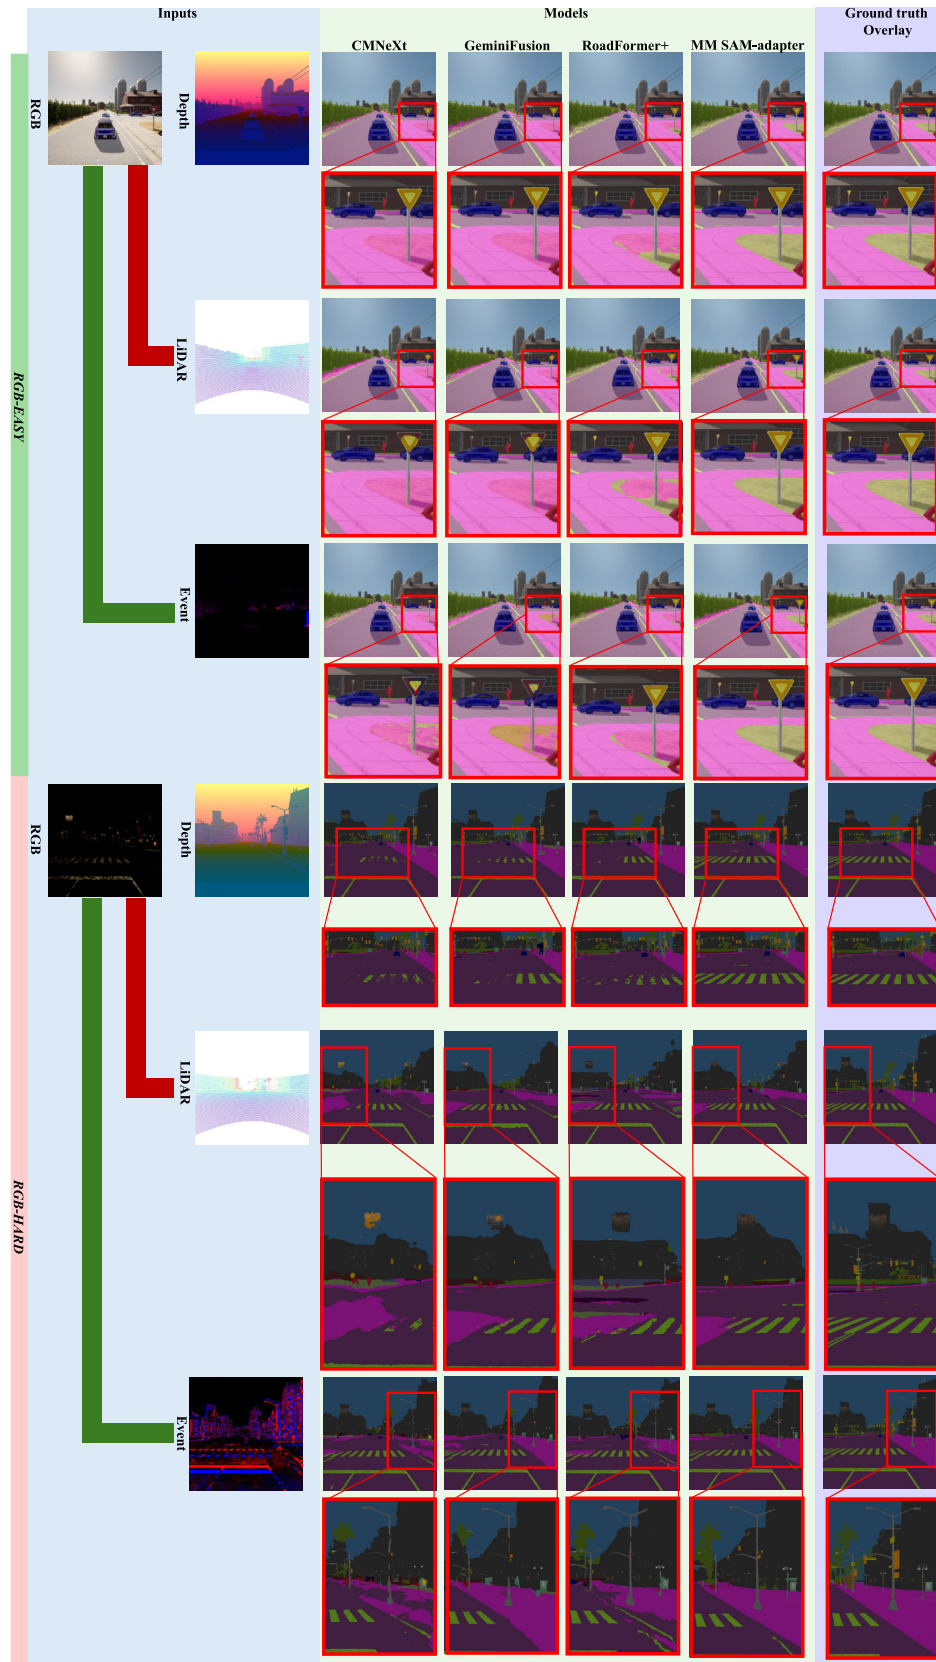 Inputs
Models
Ground truth
Overlay
CMNeXt
GeminiFusion
RoadFormer+
MM SAM-adapter
RGB
Depth
LiDAR
RGB-EASY
Event
RGB
Depth
LiDAR
RGB-HARD
Event